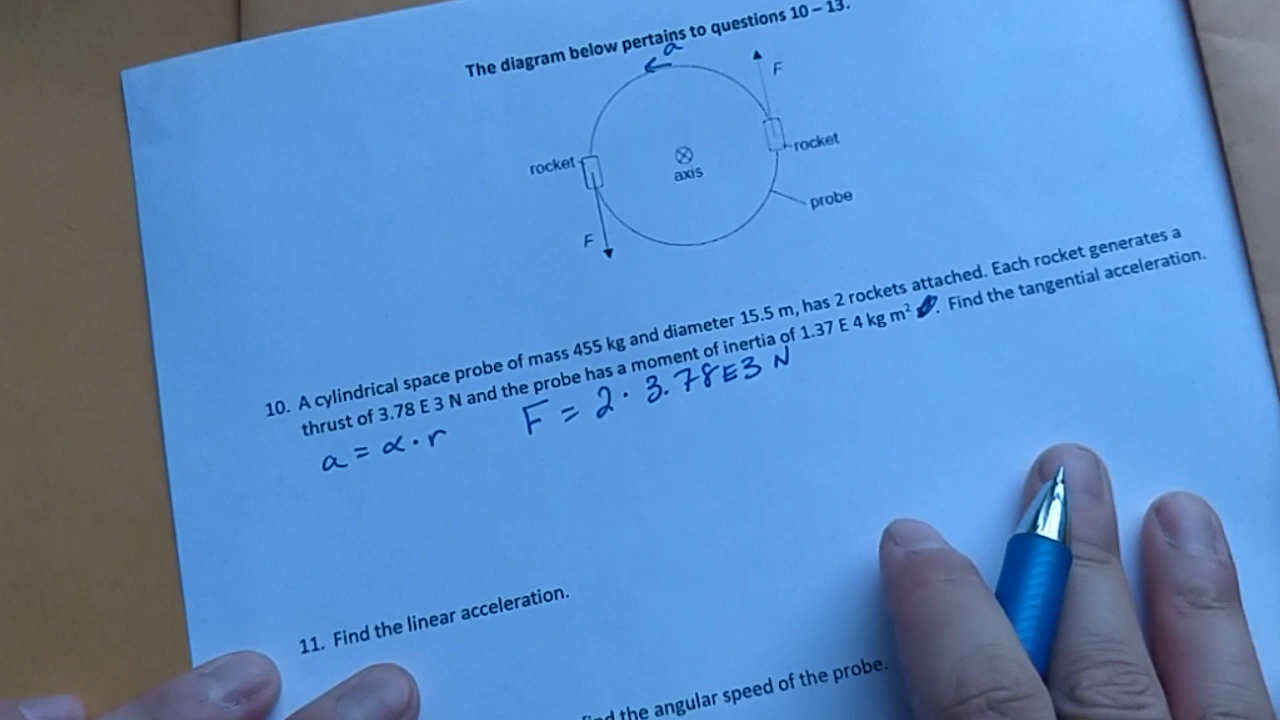 The diagram below pertains to questions 10 – 13.
a
F
rocket
rocket
axis
probe
F
10. A cylindrical space probe of mass 455 kg and diameter 15.5 m, has 2 rockets attached. Each rocket generates a
thrust of 3.78 E 3 N and the probe has a moment of inertia of 1.37 E 4 kg m² . Find the tangential acceleration.
a = α · r F = 2 · 3.78E3 N
11. Find the linear acceleration.
the angular speed of the probe.